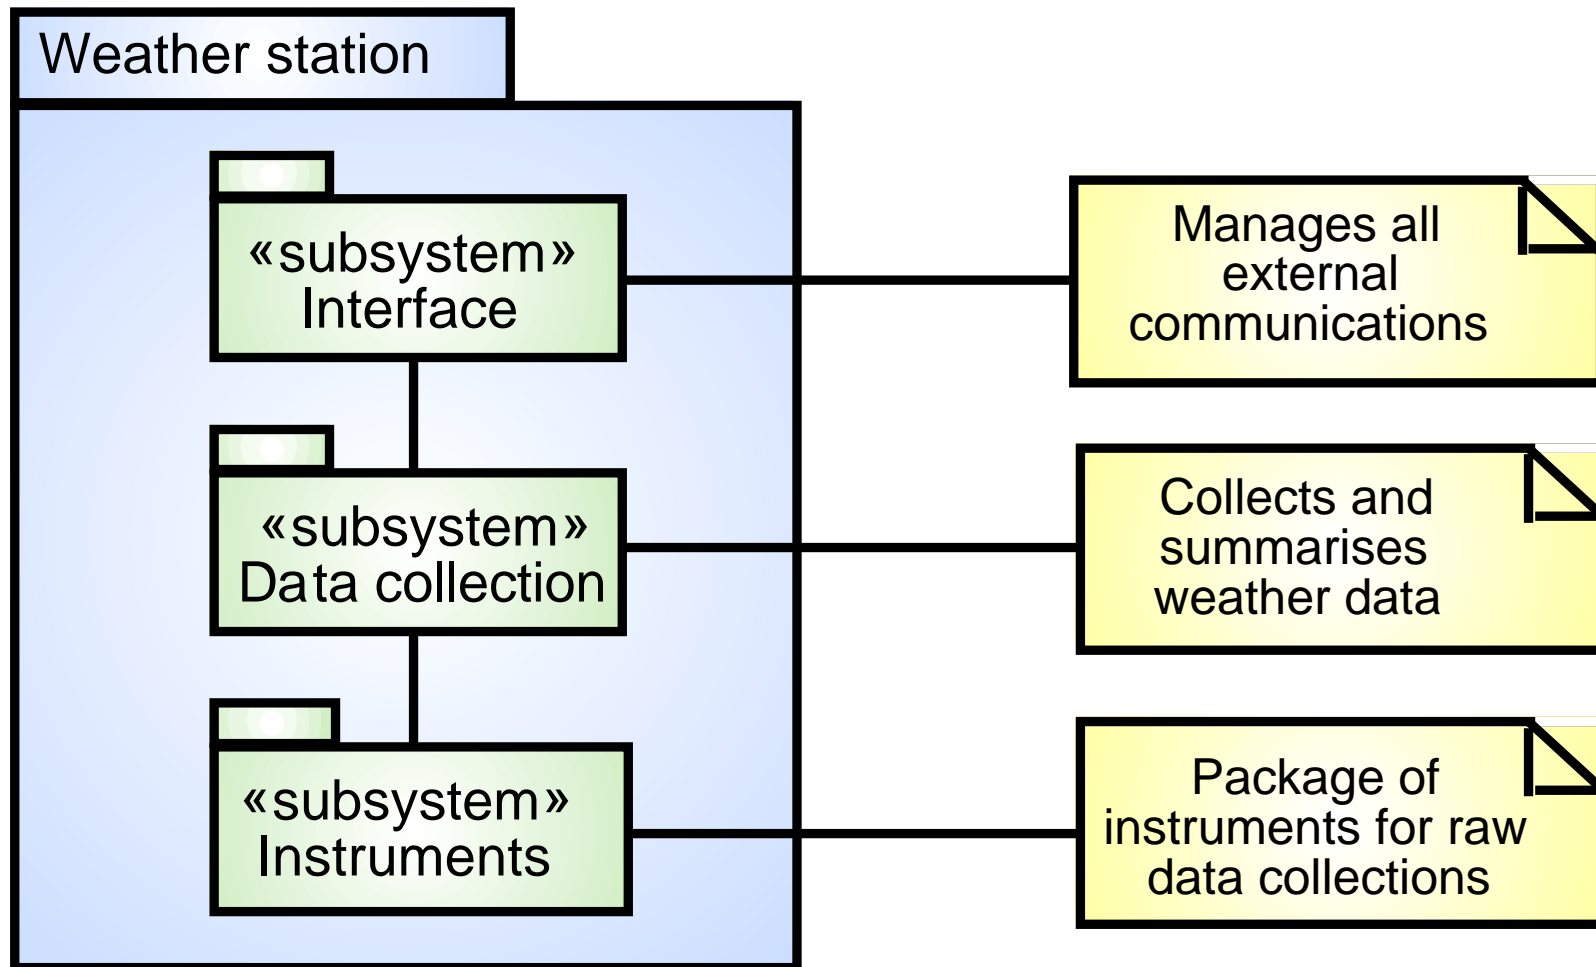 Weather station
«subsystem»
Interface
Manages all
external
communications
«subsystem»
Data collection
Collects and
summarises
weather data
«subsystem»
Instruments
Package of
instruments for raw
data collections